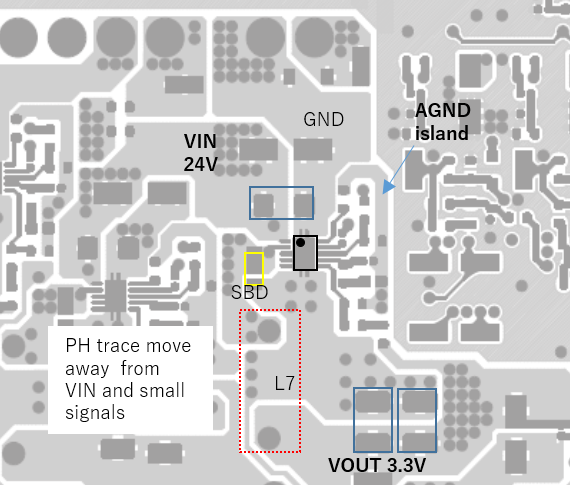 GND
AGND
island
VIN
24V
SBD
PH trace move
away from
VIN and small
signals
L7
VOUT 3.3V